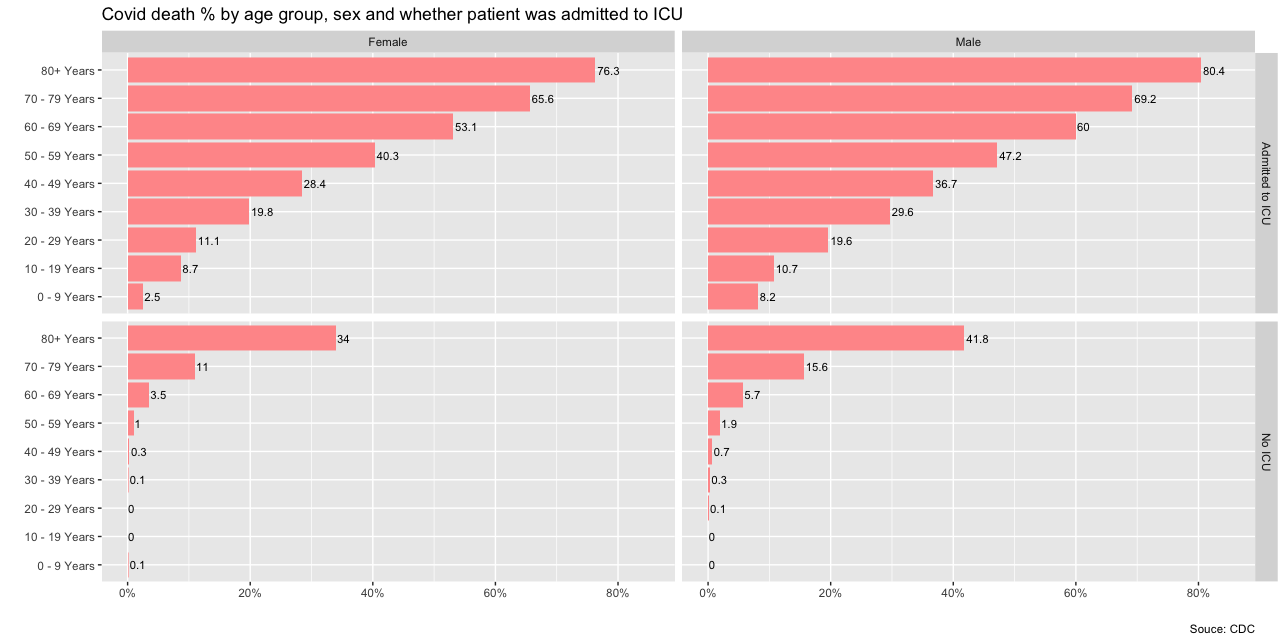 Covid death % by age group, sex and whether patient was admitted to ICU
Female
Male
80+ Years
76.3
80.4
70 - 79 Years
65.6
69.2
60 - 69 Years
53.1
60
50 - 59 Years
40.3
47.2
40 - 49 Years
28.4
36.7
30 - 39 Years
19.8
29.6
20 - 29 Years
11.1
19.6
10 - 19 Years
8.7
10.7
0 - 9 Years
2.5
8.2
Admitted to ICU
80+ Years
34
41.8
70 - 79 Years
11
15.6
60 - 69 Years
3.5
5.7
50 - 59 Years
1
1.9
40 - 49 Years
0.3
0.7
30 - 39 Years
0.1
0.3
20 - 29 Years
0
0.1
10 - 19 Years
0
0
0 - 9 Years
0.1
0
No ICU
0% 20% 40% 60% 80%
0% 20% 40% 60% 80%
Souce: CDC